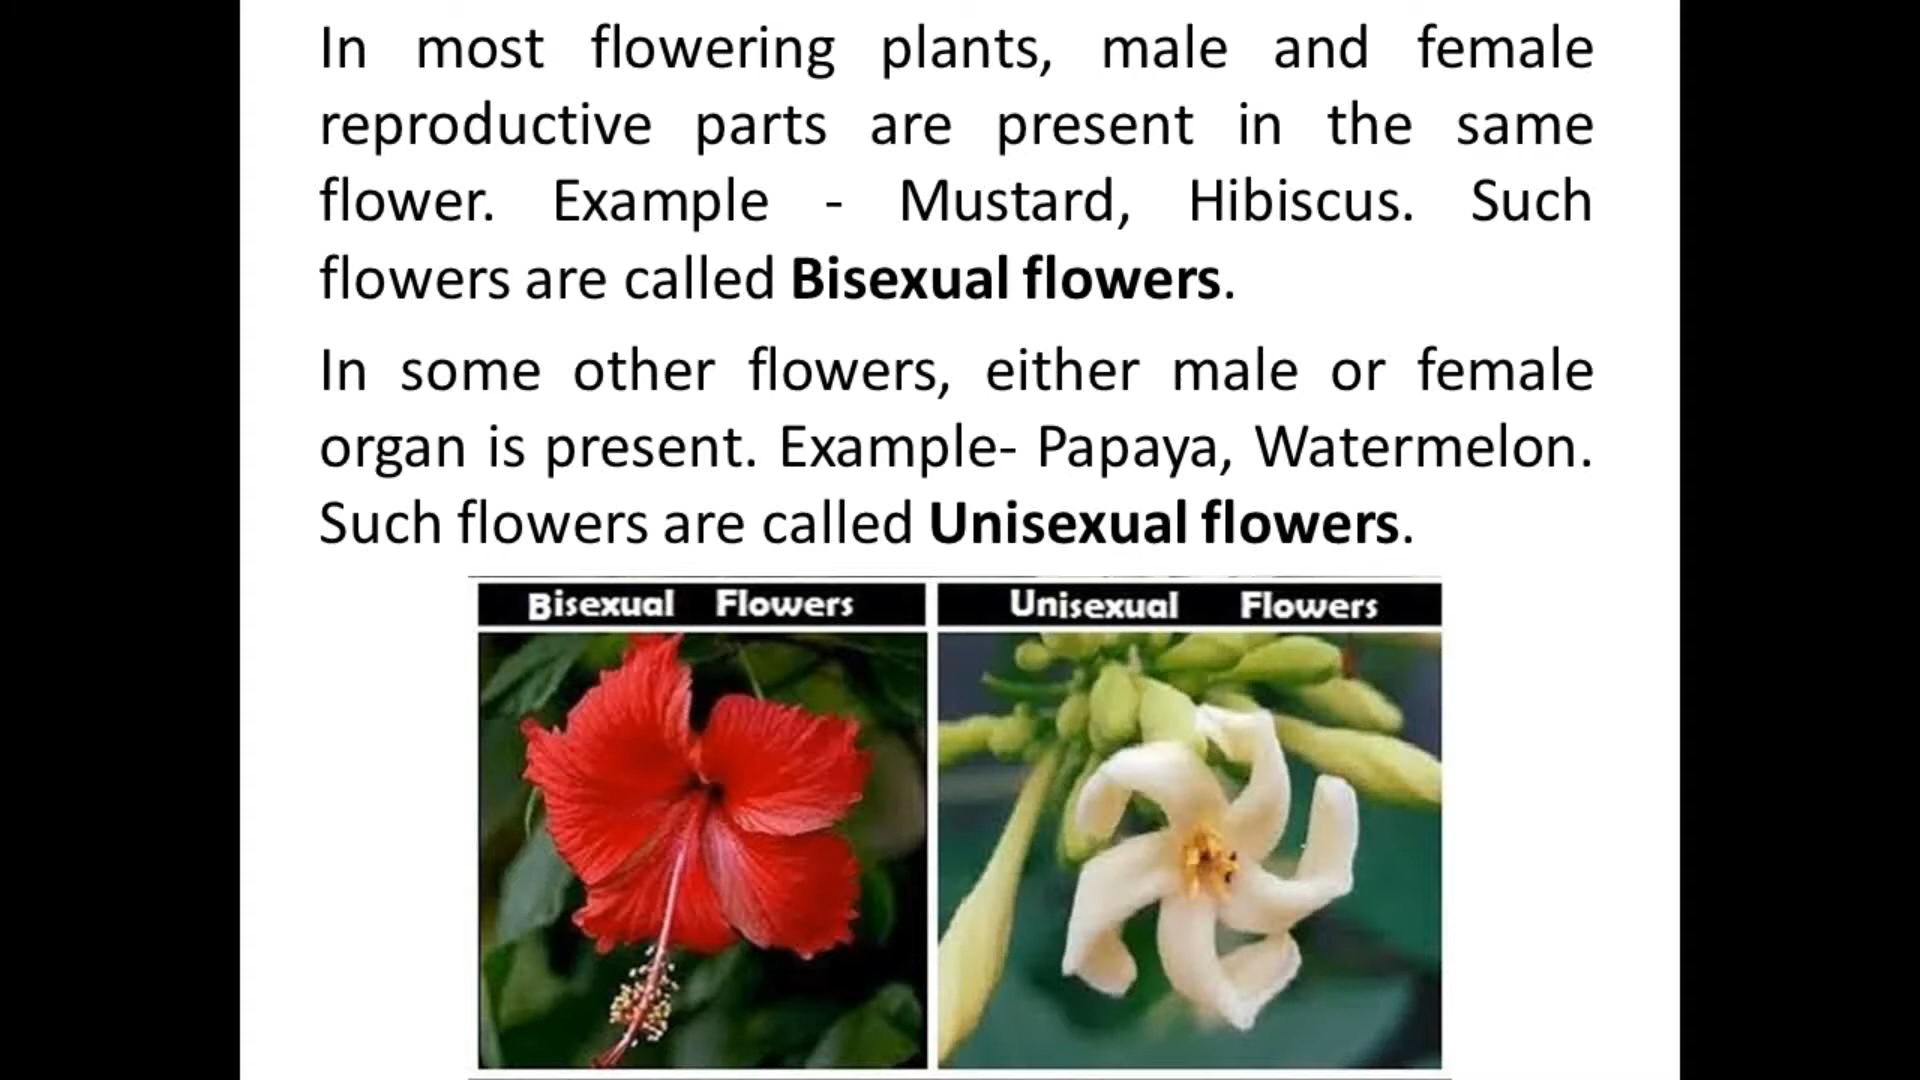 In most flowering plants, male and female
reproductive parts are present in the same
flower. Example - Mustard, Hibiscus. Such
flowers are called Bisexual flowers.
In some other flowers, either male or female
organ is present. Example- Papaya, Watermelon.
Such flowers are called Unisexual flowers.
Bisexual Flowers
Unisexual Flowers